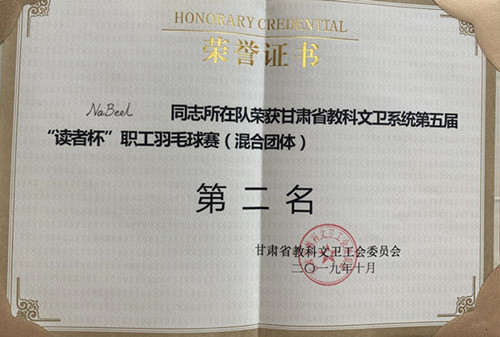 HONORARY CREDENTIAL
荣誉证书
NaBeel 同志所在队荣获甘肃省教科文卫系统第五届
“读者杯”职工羽毛球赛（混合团体）
第二名
甘肃省教科文卫工会委员会
二〇一九年十月